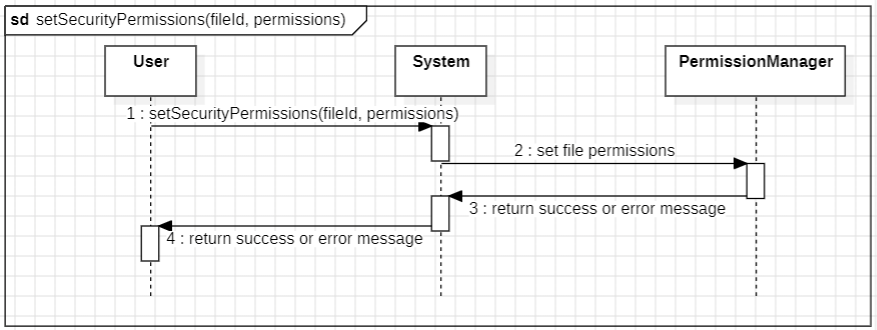 sd setSecurityPermissions(fileId, permissions)
User
System
PermissionManager
1 : setSecurityPermissions(fileId, permissions)
2 : set file permissions
3 : return success or error message
4 : return success or error message